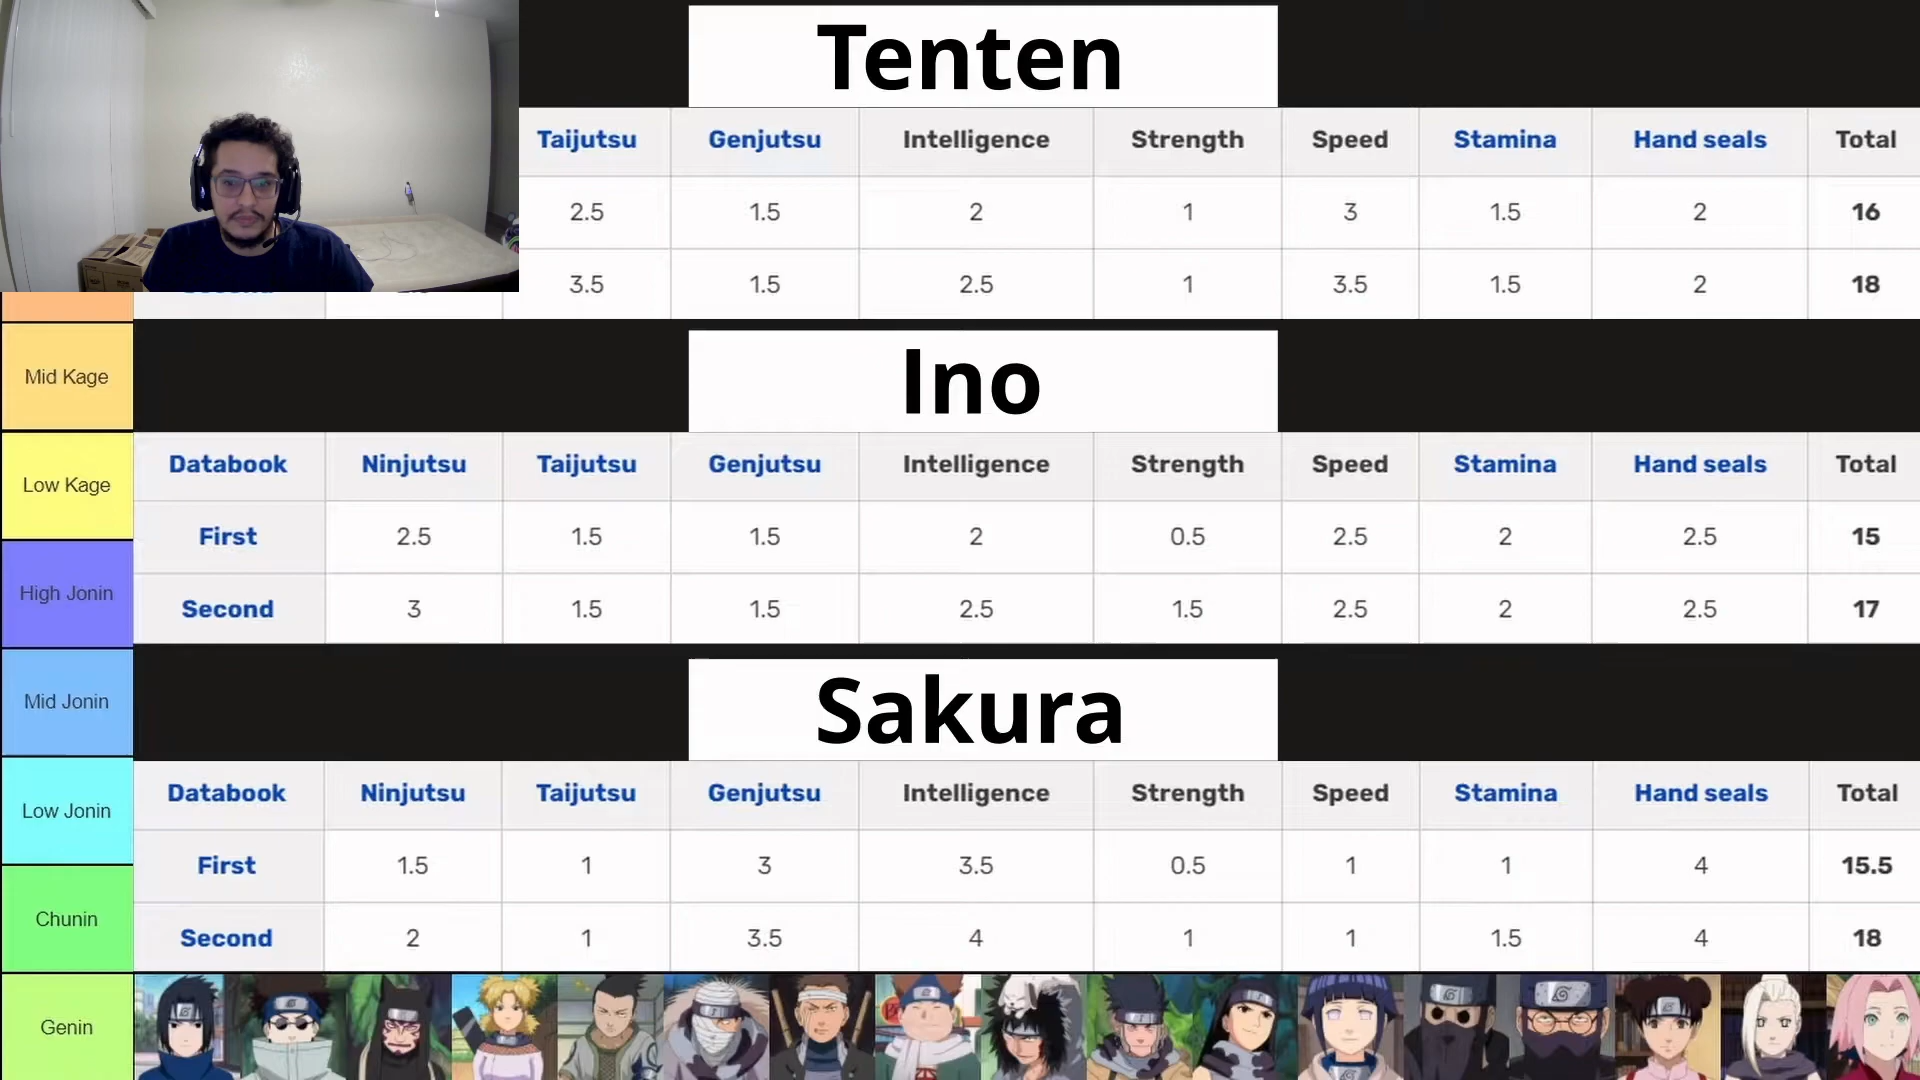 Tenten
Taijutsu Genjutsu Intelligence Strength Speed Stamina Hand seals Total
2.5 1.5 2 1 3 1.5 2 16
3.5 1.5 2.5 1 3.5 1.5 2 18
Ino
Mid Kage
Databook Ninjutsu Taijutsu Genjutsu Intelligence Strength Speed Stamina Hand seals Total
Low Kage
First 2.5 1.5 1.5 2 0.5 2.5 2 2.5 15
High Jonin
Second 3 1.5 1.5 2.5 1.5 2.5 2 2.5 17
Sakura
Mid Jonin
Databook Ninjutsu Taijutsu Genjutsu Intelligence Strength Speed Stamina Hand seals Total
Low Jonin
First 1.5 1 3 3.5 0.5 1 1 4 15.5
Chunin
Second 2 1 3.5 4 1 1 1.5 4 18
Genin